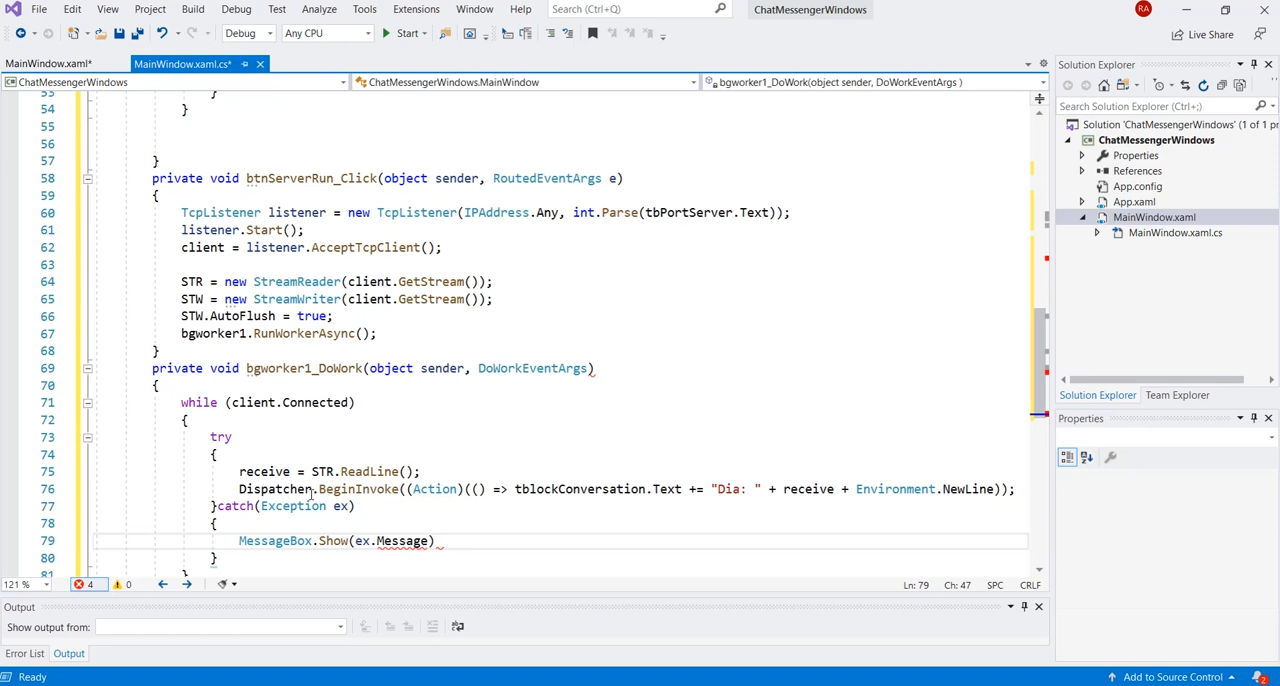 File Edit View Project Build Debug Test Analyze Tools Extensions Window Help Search (Ctrl+Q) ChatMessengerWindows RA
Debug Any CPU Start Live Share
MainWindow.xaml* MainWindow.xaml.cs* Solution Explorer
ChatMessengerWindows ChatMessengerWindows.MainWindow bgworker1_DoWork(object sender, DoWorkEventArgs )
Search Solution Explorer (Ctrl+;)
Solution 'ChatMessengerWindows' (1 of 1 pr
ChatMessengerWindows
Properties
References
App.config
App.xaml
MainWindow.xaml
MainWindow.xaml.cs
Solution Explorer Team Explorer
Properties
53 }
54 }
55
56
57 }
58 private void btnServerRun_Click(object sender, RoutedEventArgs e)
59 {
60 TcpListener listener = new TcpListener(IPAddress.Any, int.Parse(tbPortServer.Text));
61 listener.Start();
62 client = listener.AcceptTcpClient();
63
64 STR = new StreamReader(client.GetStream());
65 STW = new StreamWriter(client.GetStream());
66 STW.AutoFlush = true;
67 bgworker1.RunWorkerAsync();
68 }
69 private void bgworker1_DoWork(object sender, DoWorkEventArgs)
70 {
71 while (client.Connected)
72 {
73 try
74 {
75 receive = STR.ReadLine();
76 Dispatcher.BeginInvoke((Action)(() => tblockConversation.Text += "Dia: " + receive + Environment.NewLine));
77 }catch(Exception ex)
78 {
79 MessageBox.Show(ex.Message)
80 }
81 }
121 % 4 0 Ln: 79 Ch: 47 SPC CRLF
Output
Show output from:
Error List Output
Ready Add to Source Control 2